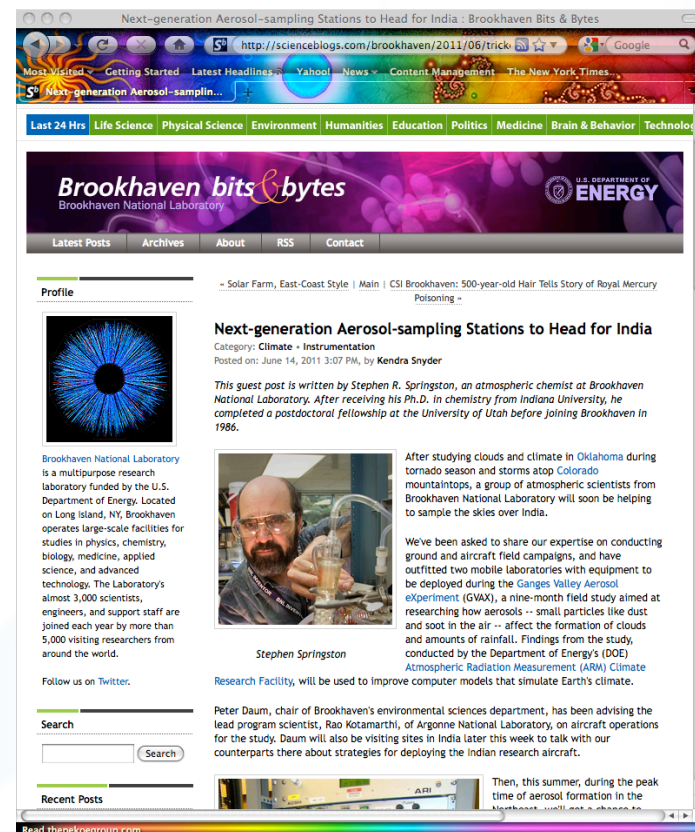 Next-generation Aerosol-sampling Stations to Head for India : Brookhaven Bits & Bytes
http://scienceblogs.com/brookhaven/2011/06/trick
Google
Most Visited Getting Started Latest Headlines Yahoo! News Content Management The New York Times...
Next-generation Aerosol-samplin...
Last 24 Hrs Life Science Physical Science Environment Humanities Education Politics Medicine Brain & Behavior Technolo
Brookhaven bits & bytes
Brookhaven National Laboratory
U.S. DEPARTMENT OF
ENERGY
Latest Posts Archives About RSS Contact
Profile
Brookhaven National Laboratory
is a multipurpose research
laboratory funded by the U.S.
Department of Energy. Located
on Long Island, NY, Brookhaven
operates large-scale facilities for
studies in physics, chemistry,
biology, medicine, applied
science, and advanced
technology. The Laboratory's
almost 3,000 scientists,
engineers, and support staff are
joined each year by more than
5,000 visiting researchers from
around the world.
Follow us on Twitter.
Search
Search
Recent Posts
« Solar Farm, East-Coast Style | Main | CSI Brookhaven: 500-year-old Hair Tells Story of Royal Mercury
Poisoning »
Next-generation Aerosol-sampling Stations to Head for India
Category: Climate • Instrumentation
Posted on: June 14, 2011 3:07 PM, by Kendra Snyder
This guest post is written by Stephen R. Springston, an atmospheric chemist at Brookhaven
National Laboratory. After receiving his Ph.D. in chemistry from Indiana University, he
completed a postdoctoral fellowship at the University of Utah before joining Brookhaven in
1986.
After studying clouds and climate in Oklahoma during
tornado season and storms atop Colorado
mountaintops, a group of atmospheric scientists from
Brookhaven National Laboratory will soon be helping
to sample the skies over India.
We've been asked to share our expertise on conducting
ground and aircraft field campaigns, and have
outfitted two mobile laboratories with equipment to
be deployed during the Ganges Valley Aerosol
eXperiment (GVAX), a nine-month field study aimed at
researching how aerosols -- small particles like dust
and soot in the air -- affect the formation of clouds
and amounts of rainfall. Findings from the study,
conducted by the Department of Energy's (DOE)
Atmospheric Radiation Measurement (ARM) Climate
Research Facility, will be used to improve computer models that simulate Earth's climate.
Stephen Springston
Peter Daum, chair of Brookhaven's environmental sciences department, has been advising the
lead program scientist, Rao Kotamarthi, of Argonne National Laboratory, on aircraft operations
for the study. Daum will also be visiting sites in India later this week to talk with our
counterparts there about strategies for deploying the Indian research aircraft.
Then, this summer, during the peak
time of aerosol formation in the
Northeast, we'll get a chance to
ARI
Read thepekoegroup.com